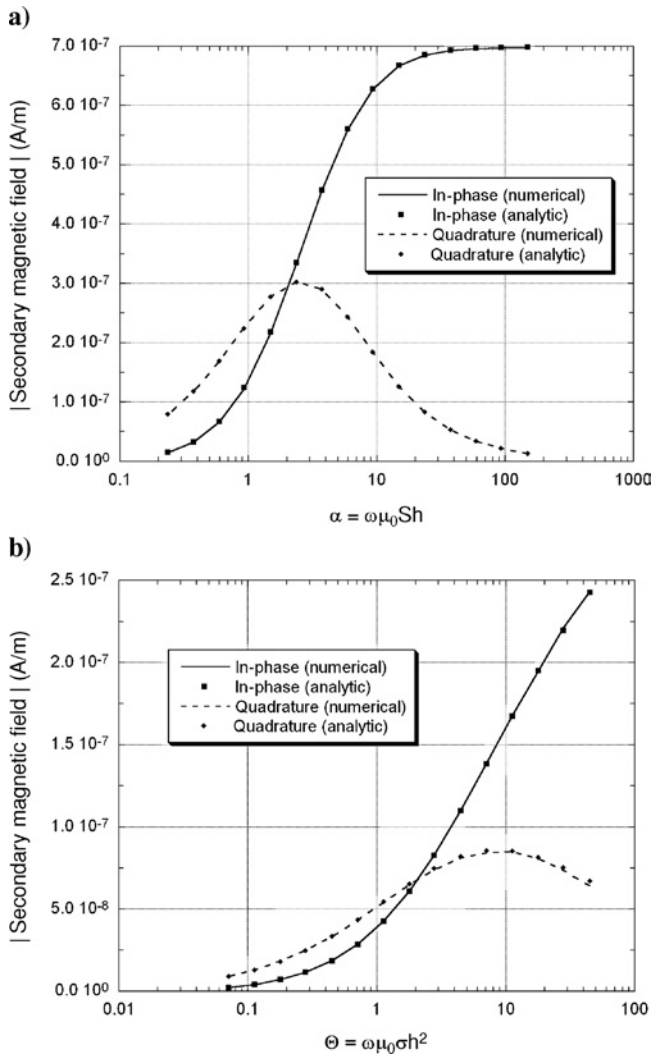 a)
7.0 10⁻⁷
6.0 10⁻⁷
5.0 10⁻⁷
4.0 10⁻⁷
3.0 10⁻⁷
2.0 10⁻⁷
1.0 10⁻⁷
0.0 10⁰
| Secondary magnetic field | (A/m)
In-phase (numerical)
In-phase (analytic)
Quadrature (numerical)
Quadrature (analytic)
0.1 1 10 100 1000
α = ωμ₀Sh
b)
2.5 10⁻⁷
2.0 10⁻⁷
1.5 10⁻⁷
1.0 10⁻⁷
5.0 10⁻⁸
0.0 10⁰
| Secondary magnetic field | (A/m)
In-phase (numerical)
In-phase (analytic)
Quadrature (numerical)
Quadrature (analytic)
0.01 0.1 1 10 100
Θ = ωμ₀σh²